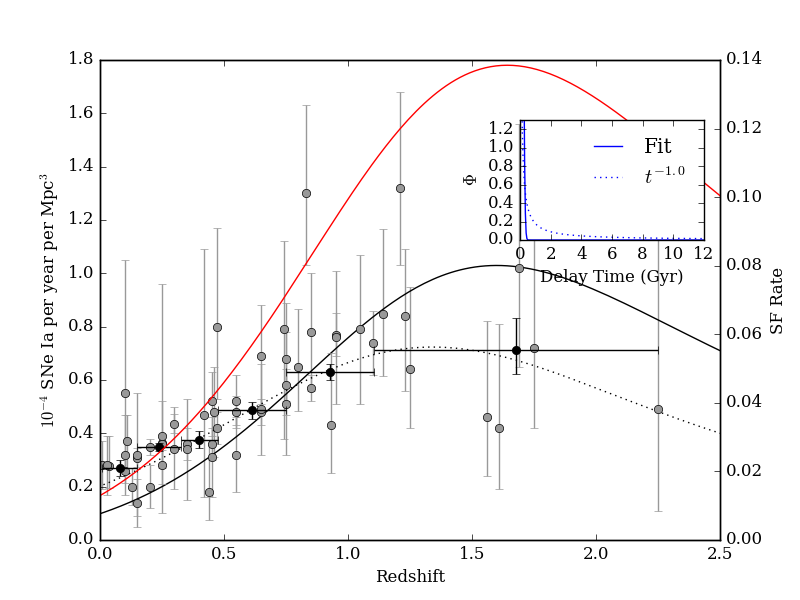 1.8
1.6
1.4
1.2
1.0
0.8
0.6
0.4
0.2
0.0
10⁻⁴ SNe Ia per year per Mpc³
0.0 0.5 1.0 1.5 2.0 2.5
Redshift
0.14
0.12
0.10
0.08
0.06
0.04
0.02
0.00
SF Rate
1.2
1.0
0.8
0.6
0.4
0.2
0.0
Φ
0 2 4 6 8 10 12
Delay Time (Gyr)
Fit
t⁻¹·⁰